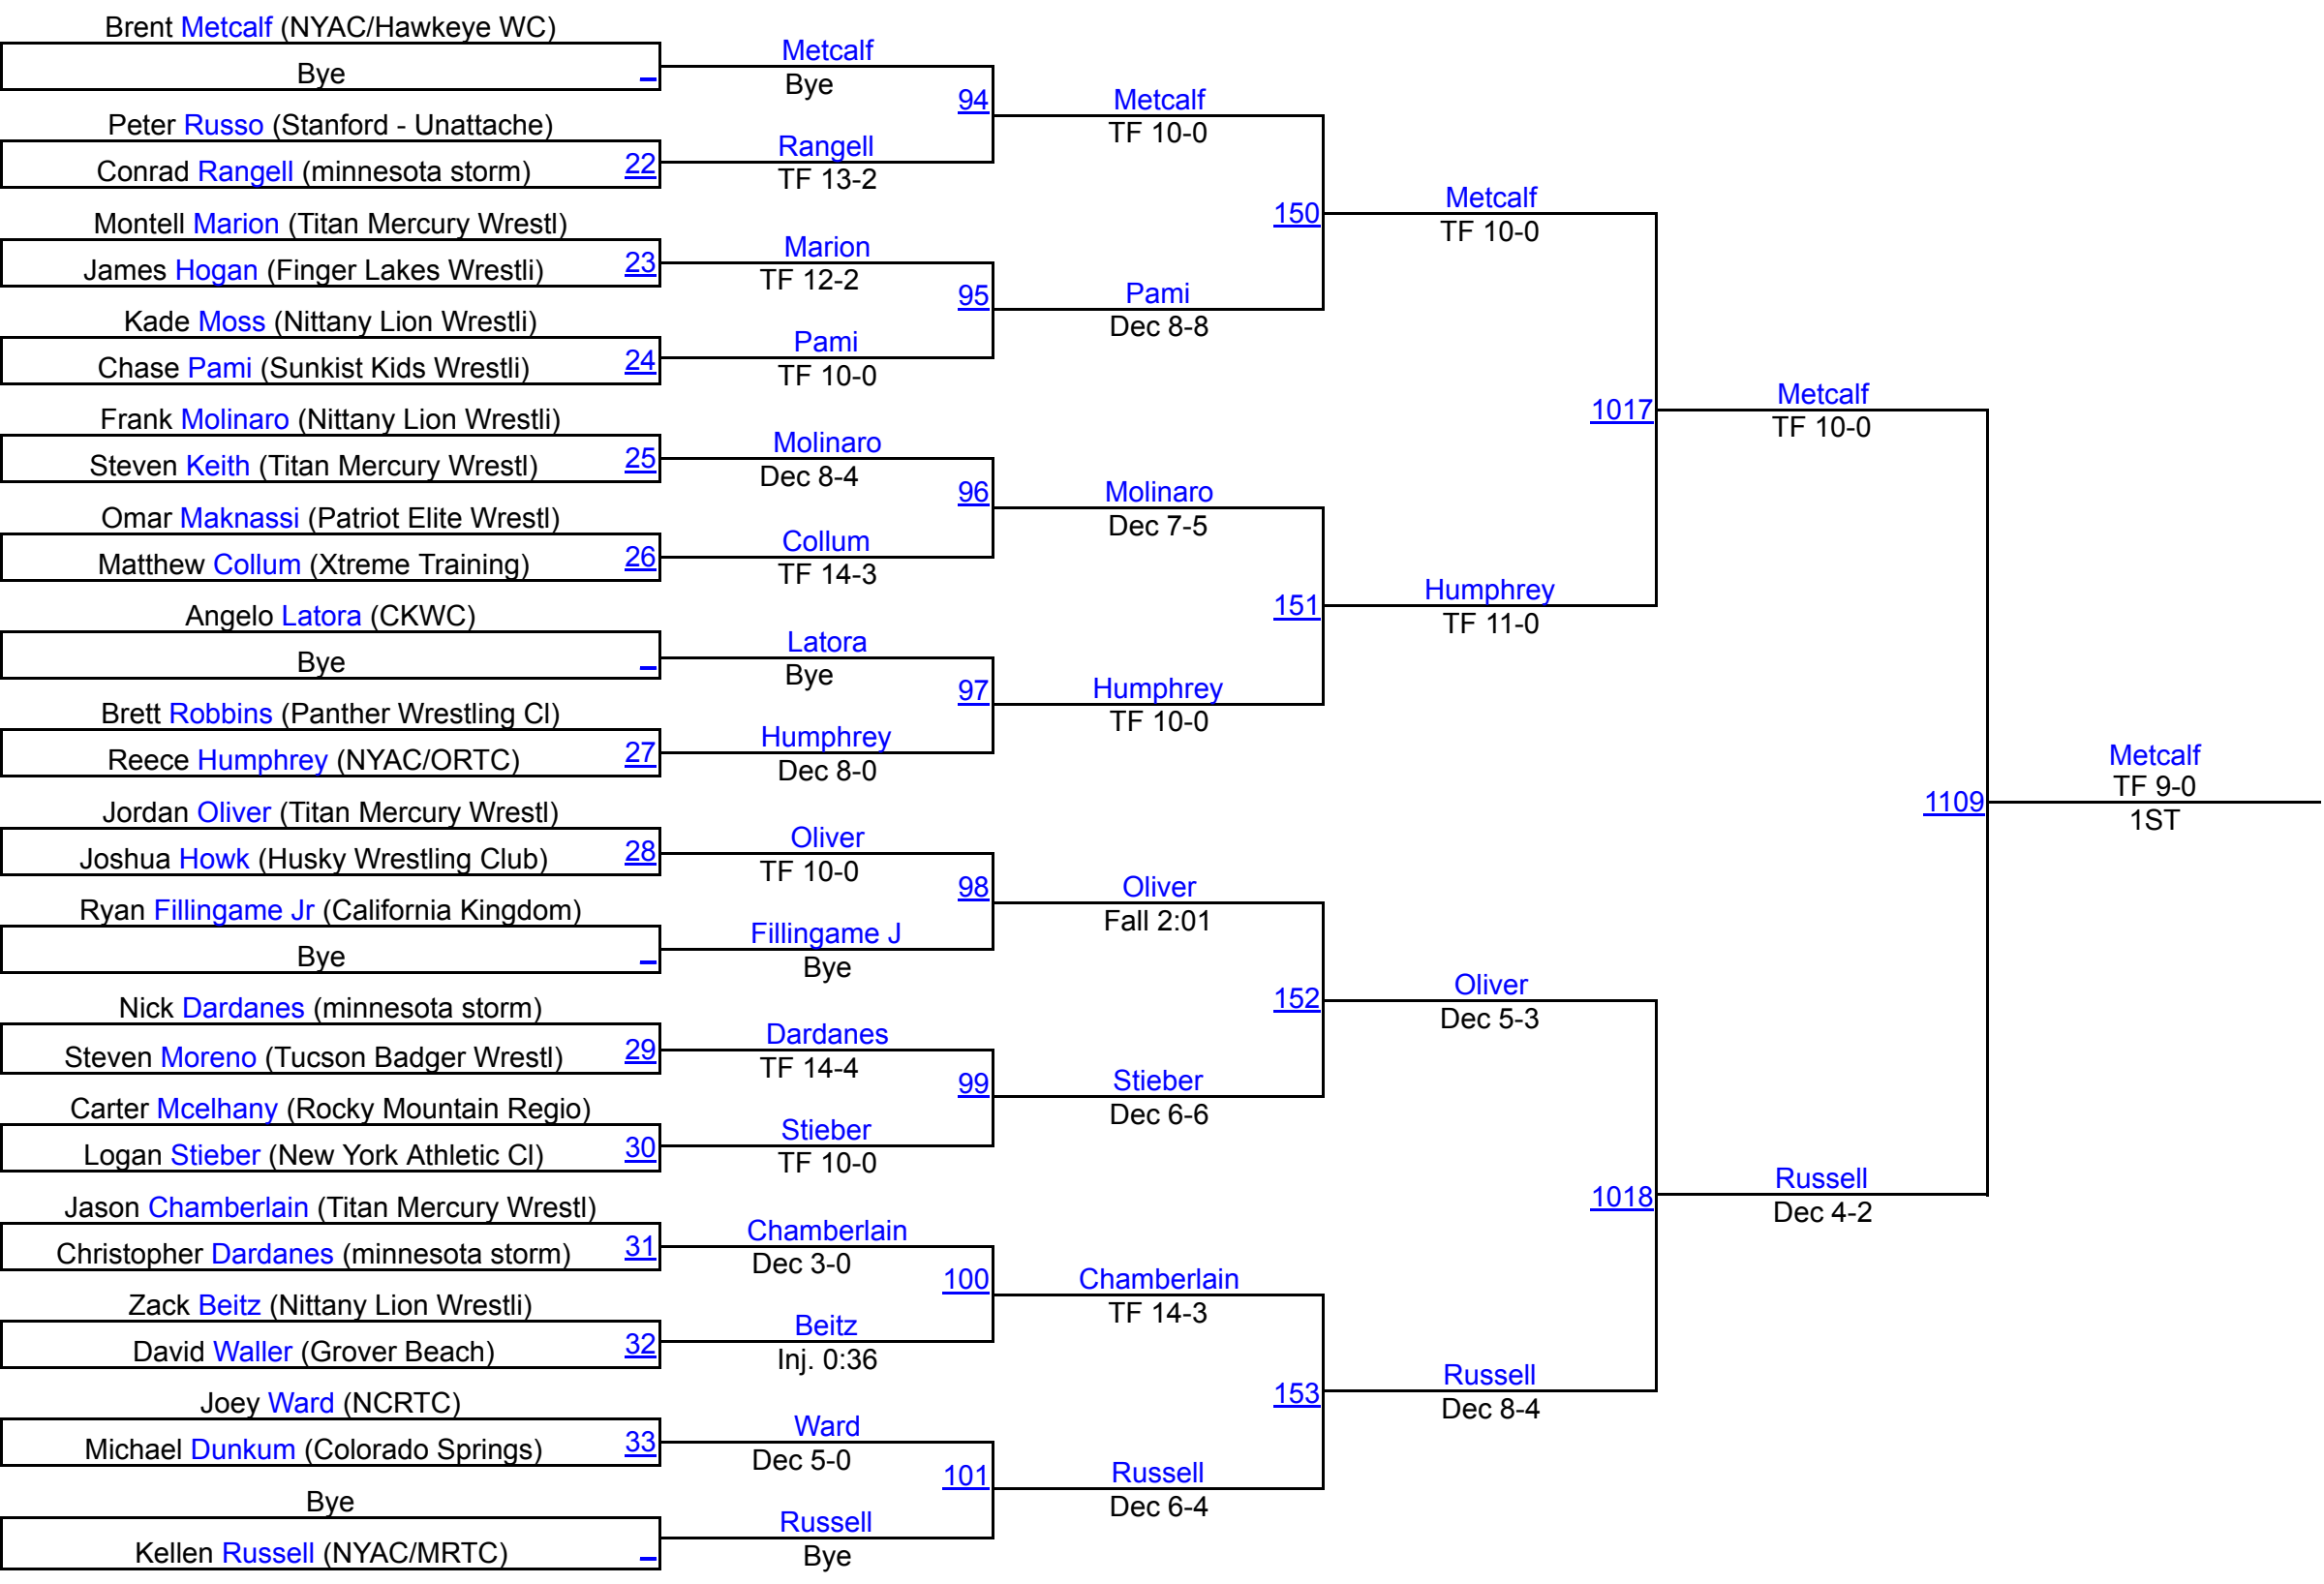 Brent Metcalf (NYAC/Hawkeye WC)
Bye
Peter Russo (Stanford - Unattache)
Conrad Rangell (minnesota storm) 22
Montell Marion (Titan Mercury Wrestl)
James Hogan (Finger Lakes Wrestli) 23
Kade Moss (Nittany Lion Wrestli)
Chase Pami (Sunkist Kids Wrestli) 24
Frank Molinaro (Nittany Lion Wrestli)
Steven Keith (Titan Mercury Wrestl) 25
Omar Maknassi (Patriot Elite Wrestl)
Matthew Collum (Xtreme Training) 26
Angelo Latora (CKWC)
Bye
Brett Robbins (Panther Wrestling Cl)
Reece Humphrey (NYAC/ORTC) 27
Jordan Oliver (Titan Mercury Wrestl)
Joshua Howk (Husky Wrestling Club) 28
Ryan Fillingame Jr (California Kingdom)
Bye
Nick Dardanes (minnesota storm)
Steven Moreno (Tucson Badger Wrestl) 29
Carter Mcelhany (Rocky Mountain Regio)
Logan Stieber (New York Athletic Cl) 30
Jason Chamberlain (Titan Mercury Wrestl)
Christopher Dardanes (minnesota storm) 31
Zack Beitz (Nittany Lion Wrestli)
David Waller (Grover Beach) 32
Joey Ward (NCRTC)
Michael Dunkum (Colorado Springs) 33
Bye
Kellen Russell (NYAC/MRTC)
Metcalf
Bye
94
Rangell
TF 13-2
Marion
TF 12-2
95
Pami
TF 10-0
Molinaro
Dec 8-4
96
Collum
TF 14-3
Latora
Bye
97
Humphrey
Dec 8-0
Oliver
TF 10-0
98
Fillingame J
Bye
Dardanes
TF 14-4
99
Stieber
TF 10-0
Chamberlain
Dec 3-0
100
Beitz
Inj. 0:36
Ward
Dec 5-0
101
Russell
Bye
Metcalf
TF 10-0
150
Pami
Dec 8-8
Molinaro
Dec 7-5
151
Humphrey
TF 10-0
Oliver
Fall 2:01
152
Stieber
Dec 6-6
Chamberlain
TF 14-3
153
Russell
Dec 6-4
Metcalf
TF 10-0
1017
Humphrey
TF 11-0
Oliver
Dec 5-3
1018
Russell
Dec 8-4
Metcalf
TF 10-0
1109
Russell
Dec 4-2
Metcalf
TF 9-0
1ST